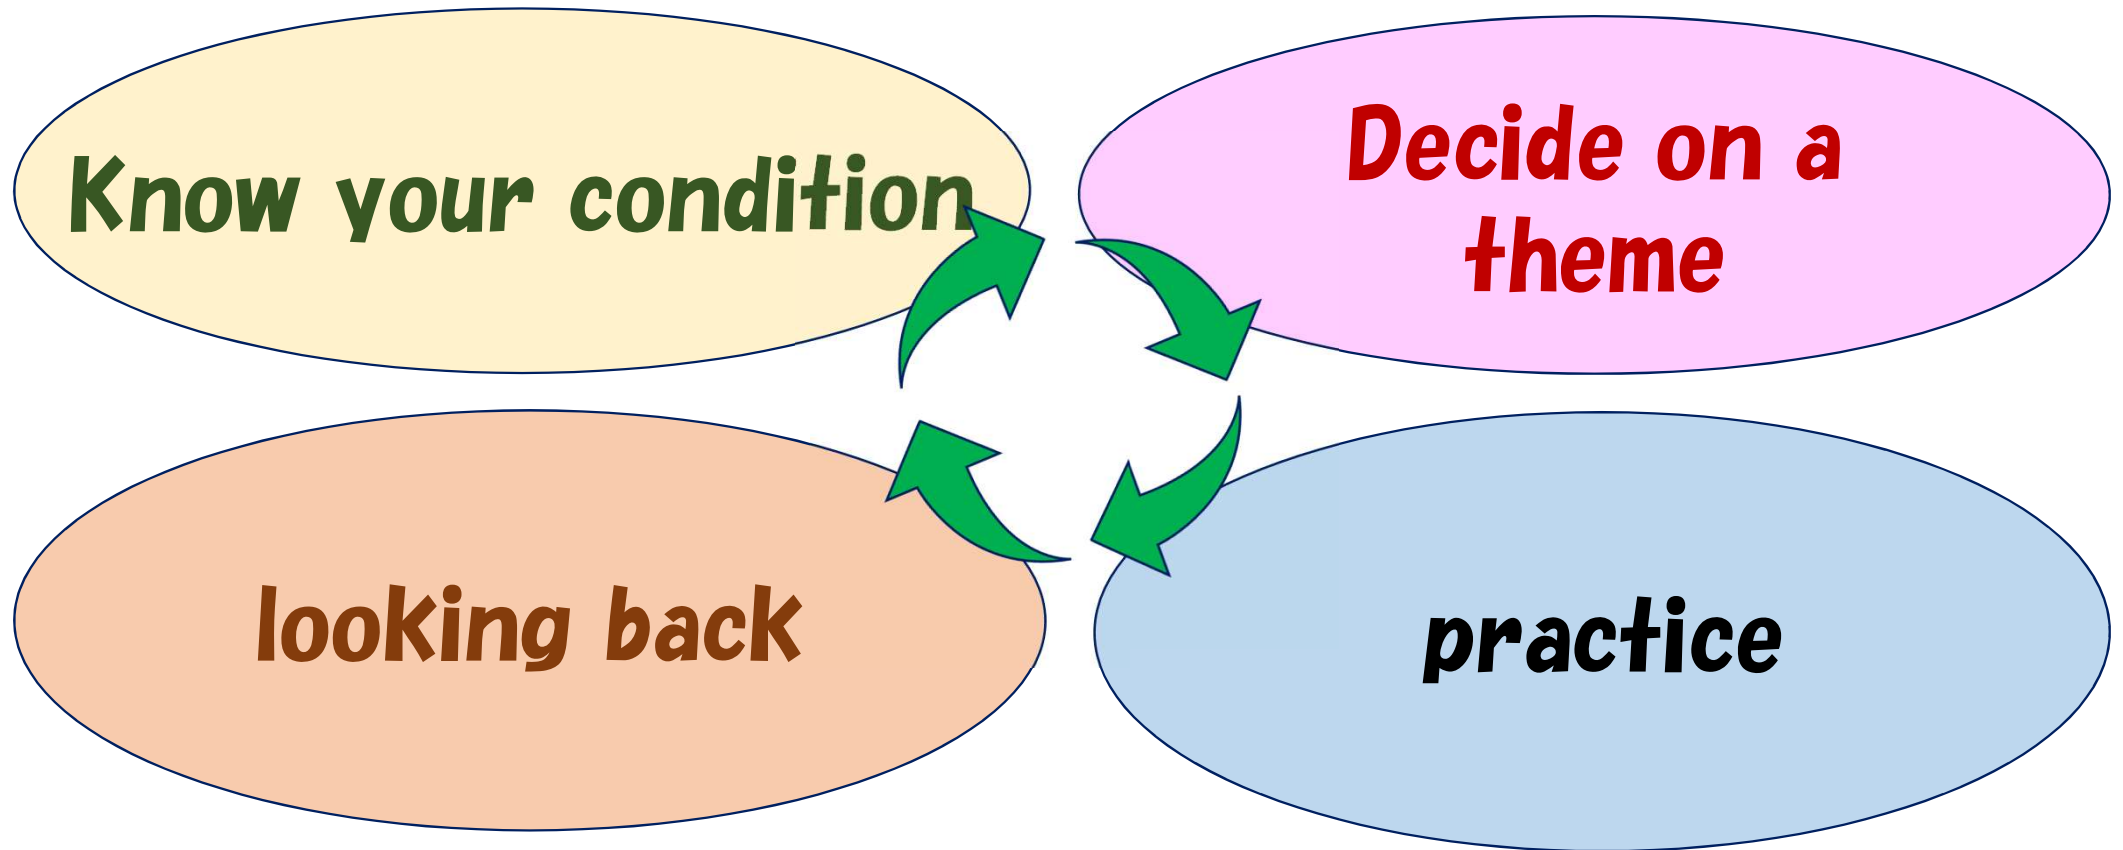 Know your condition
Decide on a
theme
looking back
practice